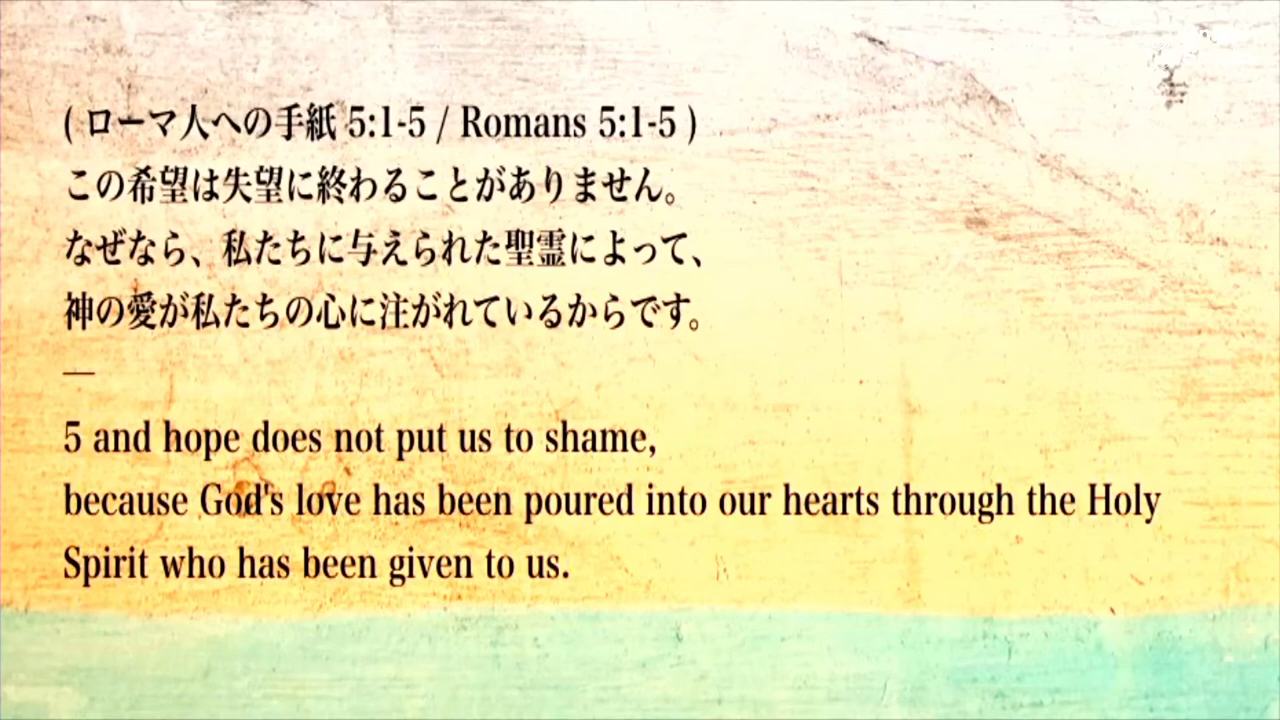 ( ローマ人への手紙 5:1-5 / Romans 5:1-5 )
この希望は失望に終わることがありません。
なぜなら、私たちに与えられた聖霊によって、
神の愛が私たちの心に注がれているからです。
—
5 and hope does not put us to shame,
because God's love has been poured into our hearts through the Holy
Spirit who has been given to us.